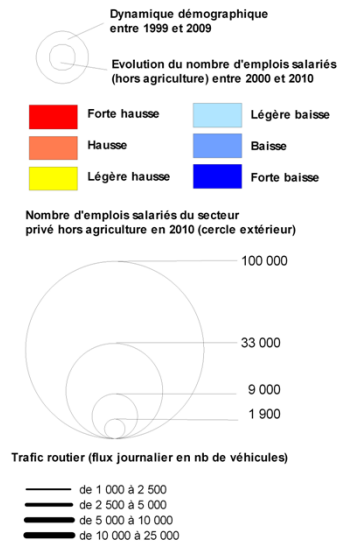 Dynamique démographique
entre 1999 et 2009
Evolution du nombre d'emplois salariés
(hors agriculture) entre 2000 et 2010
Forte hausse
Légère baisse
Hausse
Baisse
Légère hausse
Forte baisse
Nombre d'emplois salariés du secteur
privé hors agriculture en 2010 (cercle extérieur)
100 000
33 000
9 000
1 900
Trafic routier (flux journalier en nb de véhicules)
de 1 000 à 2 500
de 2 500 à 5 000
de 5 000 à 10 000
de 10 000 à 25 000